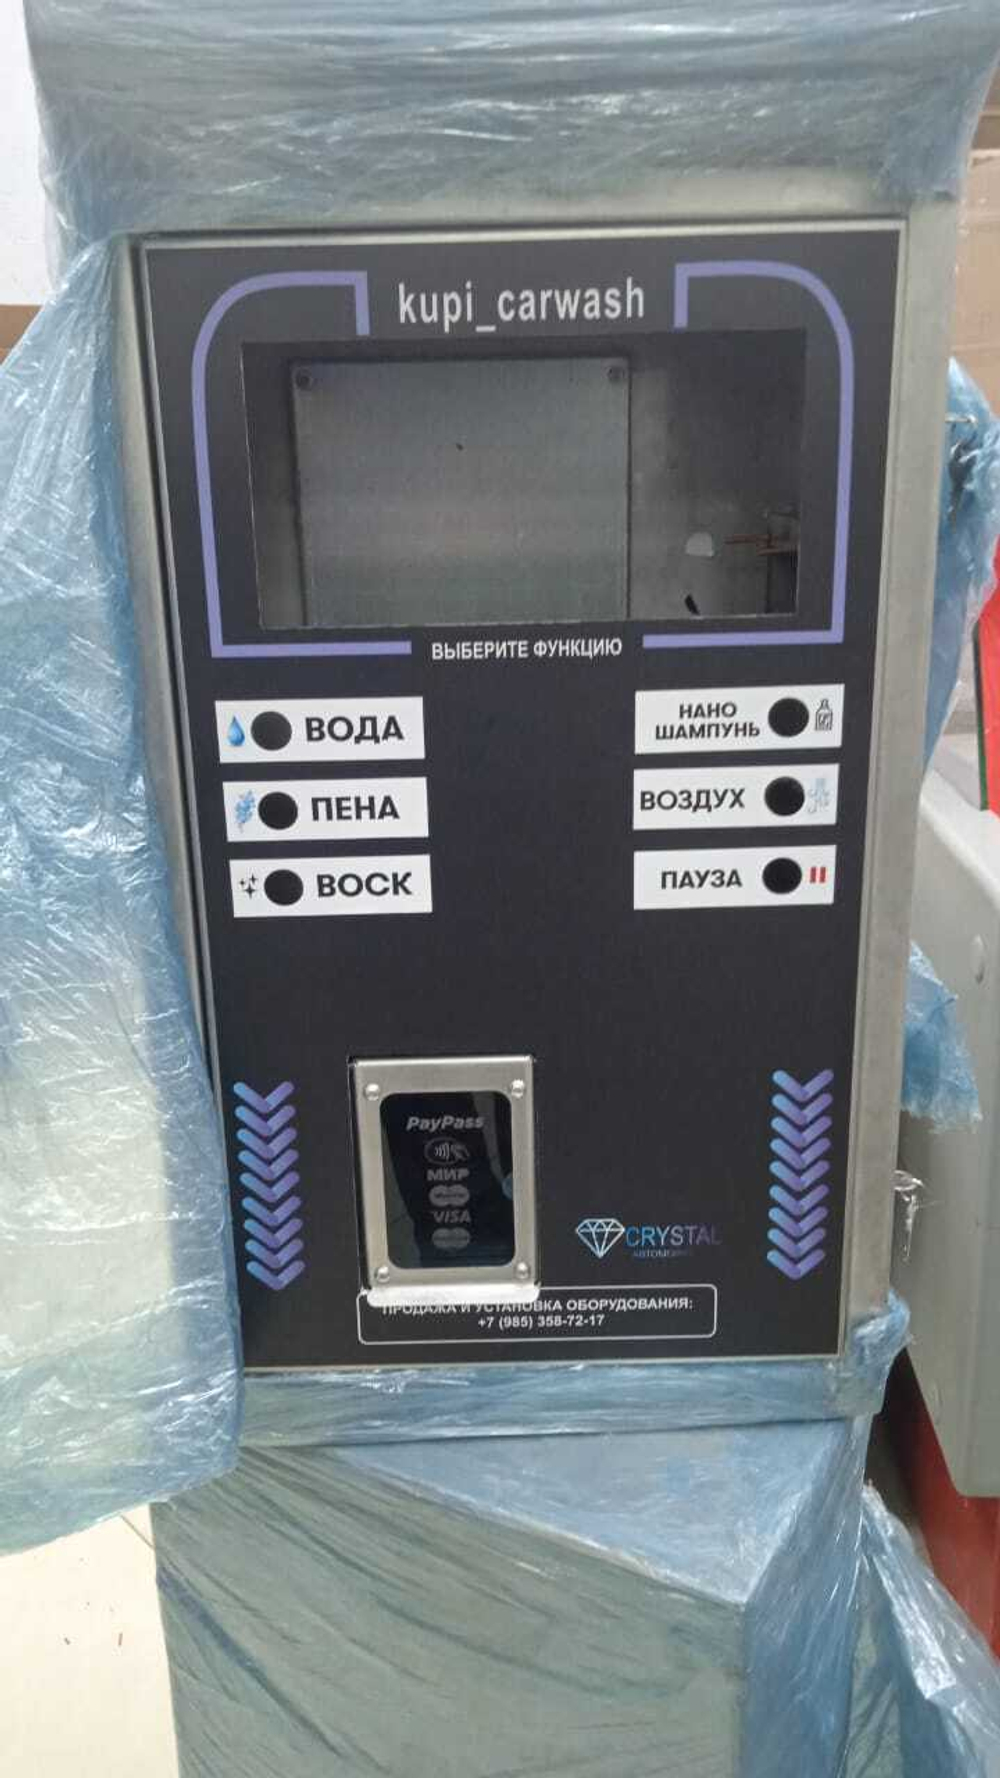 kupi_carwash
ВЫБЕРИТЕ ФУНКЦИЮ
ВОДА
НАНО
ШАМПУНЬ
ПЕНА
ВОЗДУХ
ВОСК
ПАУЗА
PayPass
МИР
VISA
CRYSTAL
ПРОДАЖА И УСТАНОВКА ОБОРУДОВАНИЯ:
+7 (985) 358-72-17